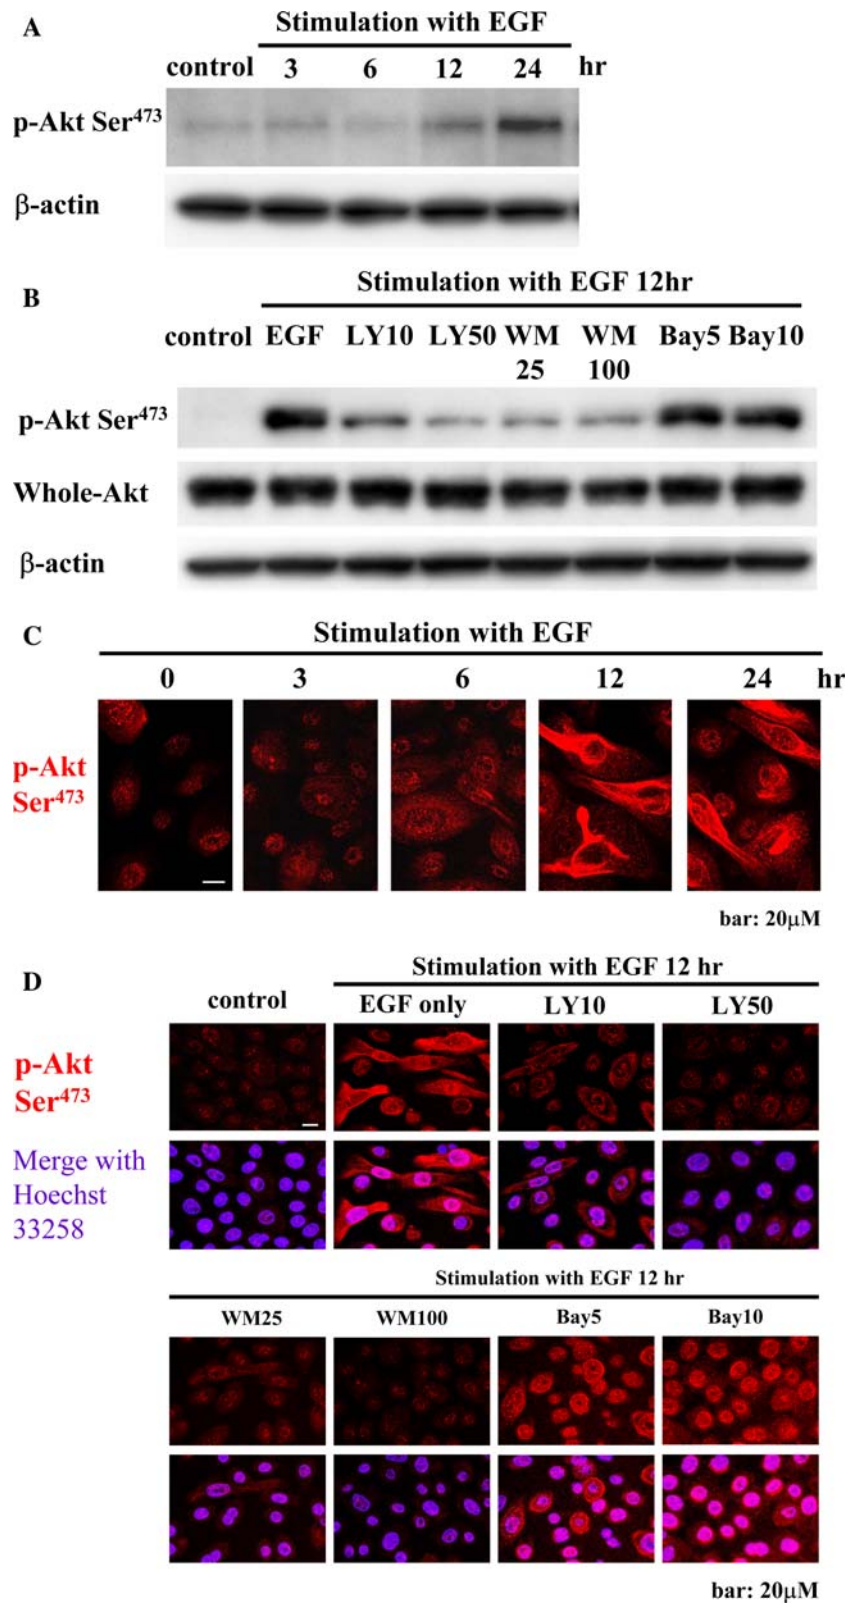 A
Stimulation with EGF
control 3 6 12 24 hr
p-Akt Ser⁴⁷³
β-actin
B
Stimulation with EGF 12hr
control EGF LY10 LY50 WM 25 WM 100 Bay5 Bay10
p-Akt Ser⁴⁷³
Whole-Akt
β-actin
C
Stimulation with EGF
0 3 6 12 24 hr
p-Akt
Ser⁴⁷³
bar: 20μM
D
Stimulation with EGF 12 hr
control EGF only LY10 LY50
p-Akt
Ser⁴⁷³
Merge with
Hoechst
33258
Stimulation with EGF 12 hr
WM25 WM100 Bay5 Bay10
bar: 20μM